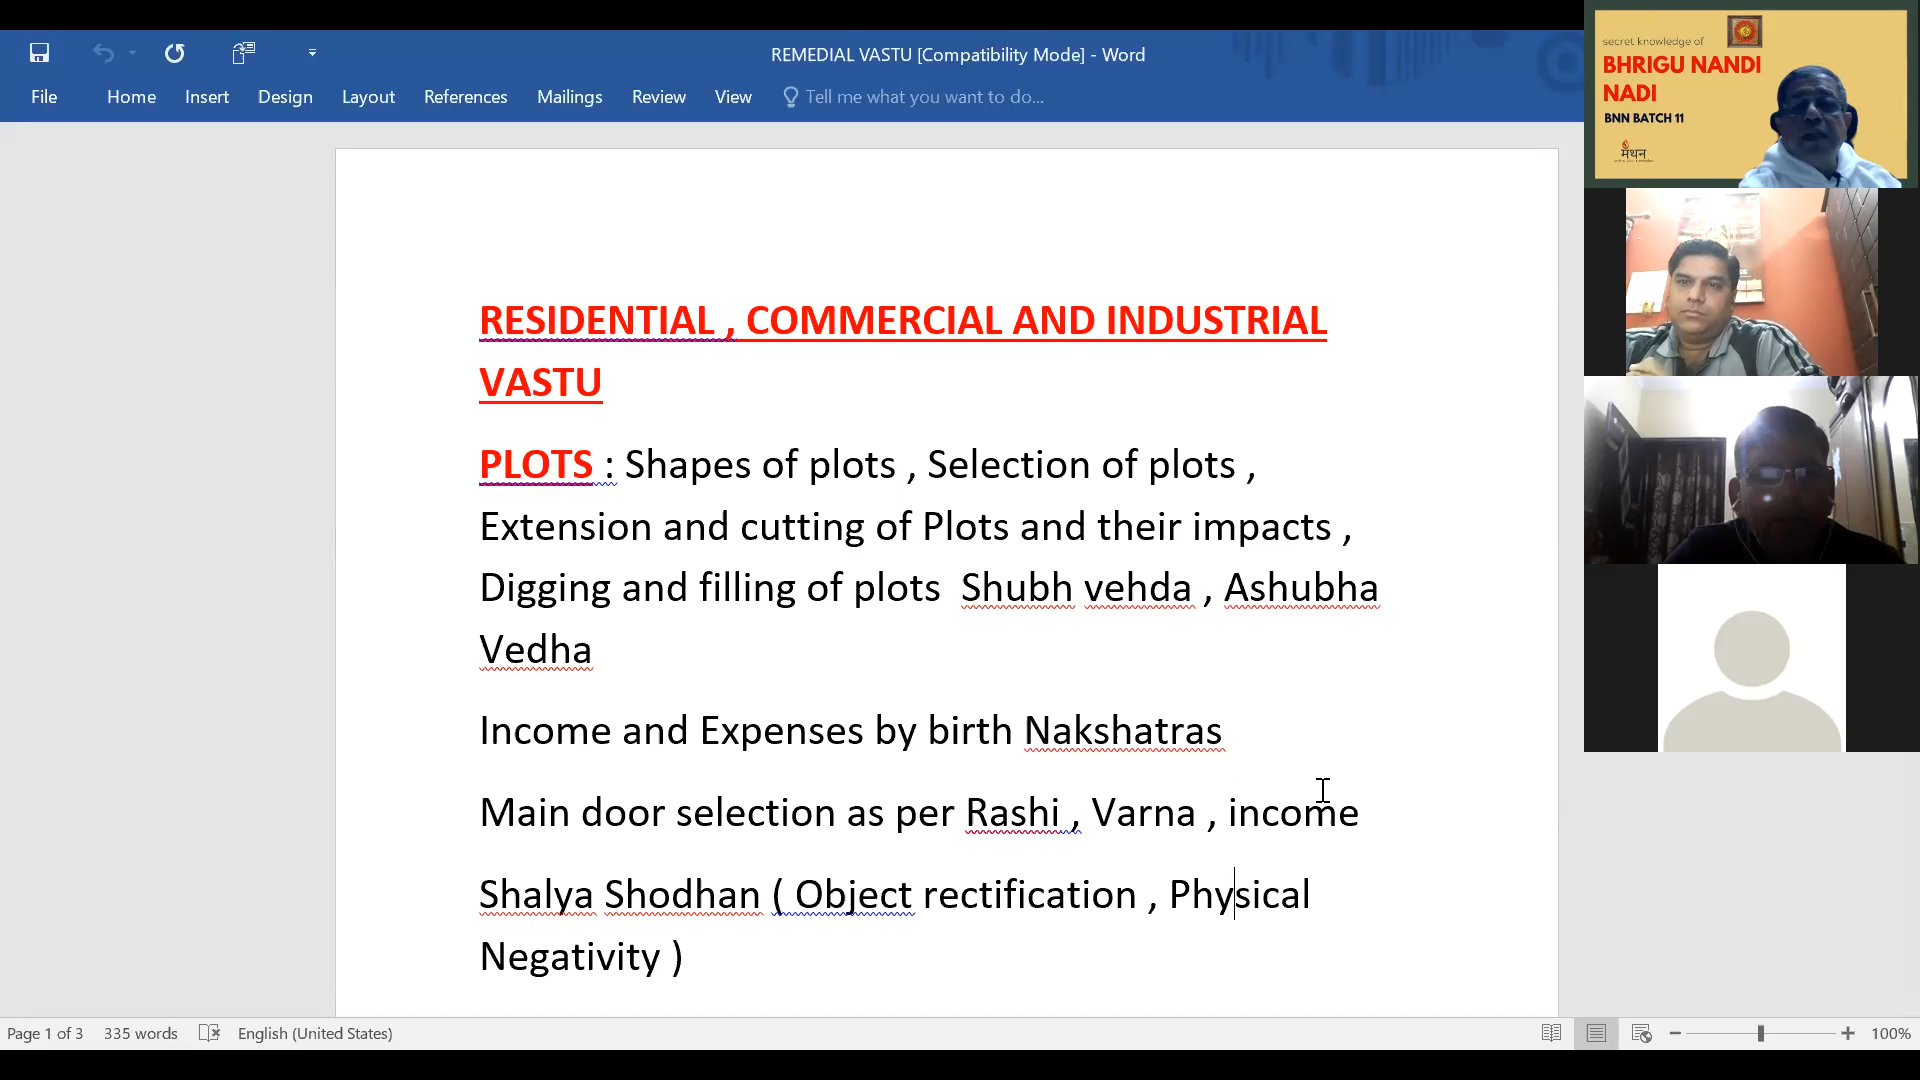 REMEDIAL VASTU [Compatibility Mode] - Word
File Home Insert Design Layout References Mailings Review View Tell me what you want to do...
RESIDENTIAL , COMMERCIAL AND INDUSTRIAL
VASTU
PLOTS : Shapes of plots , Selection of plots ,
Extension and cutting of Plots and their impacts ,
Digging and filling of plots Shubh vehda , Ashubha
Vedha
Income and Expenses by birth Nakshatras
Main door selection as per Rashi , Varna , income
Shalya Shodhan ( Object rectification , Physical
Negativity )
Page 1 of 3 335 words English (United States) 100%
secret knowledge of
BHRIGU NANDI
NADI
BNN BATCH 11
मंथन